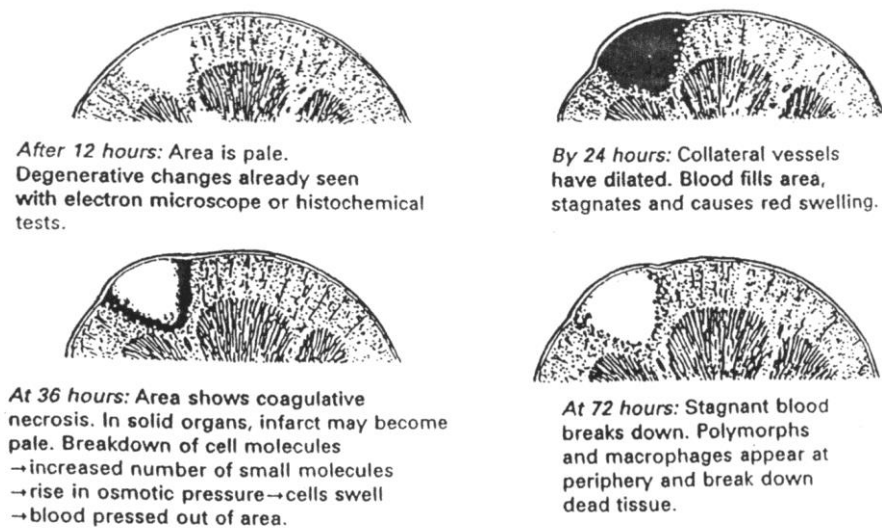 After 12 hours: Area is pale.
Degenerative changes already seen
with electron microscope or histochemical
tests.
By 24 hours: Collateral vessels
have dilated. Blood fills area,
stagnates and causes red swelling.
At 36 hours: Area shows coagulative
necrosis. In solid organs, infarct may become
pale. Breakdown of cell molecules
→increased number of small molecules
→rise in osmotic pressure→cells swell
→blood pressed out of area.
At 72 hours: Stagnant blood
breaks down. Polymorphs
and macrophages appear at
periphery and break down
dead tissue.